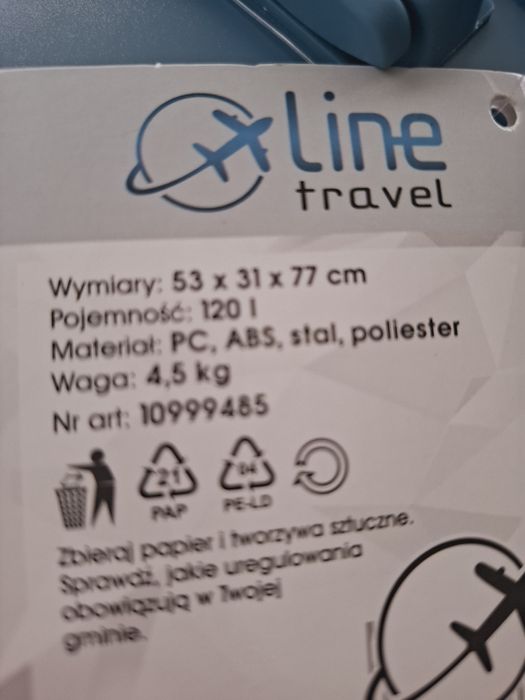 Line
travel
Wymiary: 53 x 31 x 77 cm
Pojemność: 120 l
Materiał: PC, ABS, stal, poliester
Waga: 4,5 kg
Nr art: 10999485
21 04
PAP PE-LD
Zbieraj papier i tworzywa sztuczne.
Sprawdź, jakie uregulowania
obowiązują w Twojej
gminie.